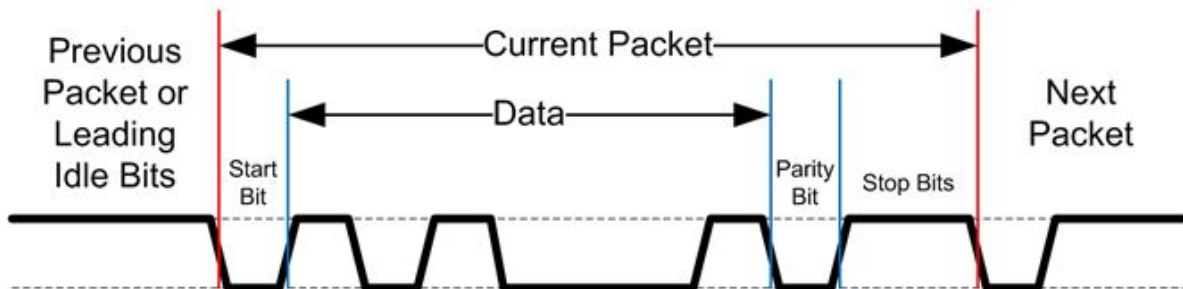 Previous
Packet or
Leading
Idle Bits
Current Packet
Data
Start
Bit
Parity
Bit
Stop Bits
Next
Packet